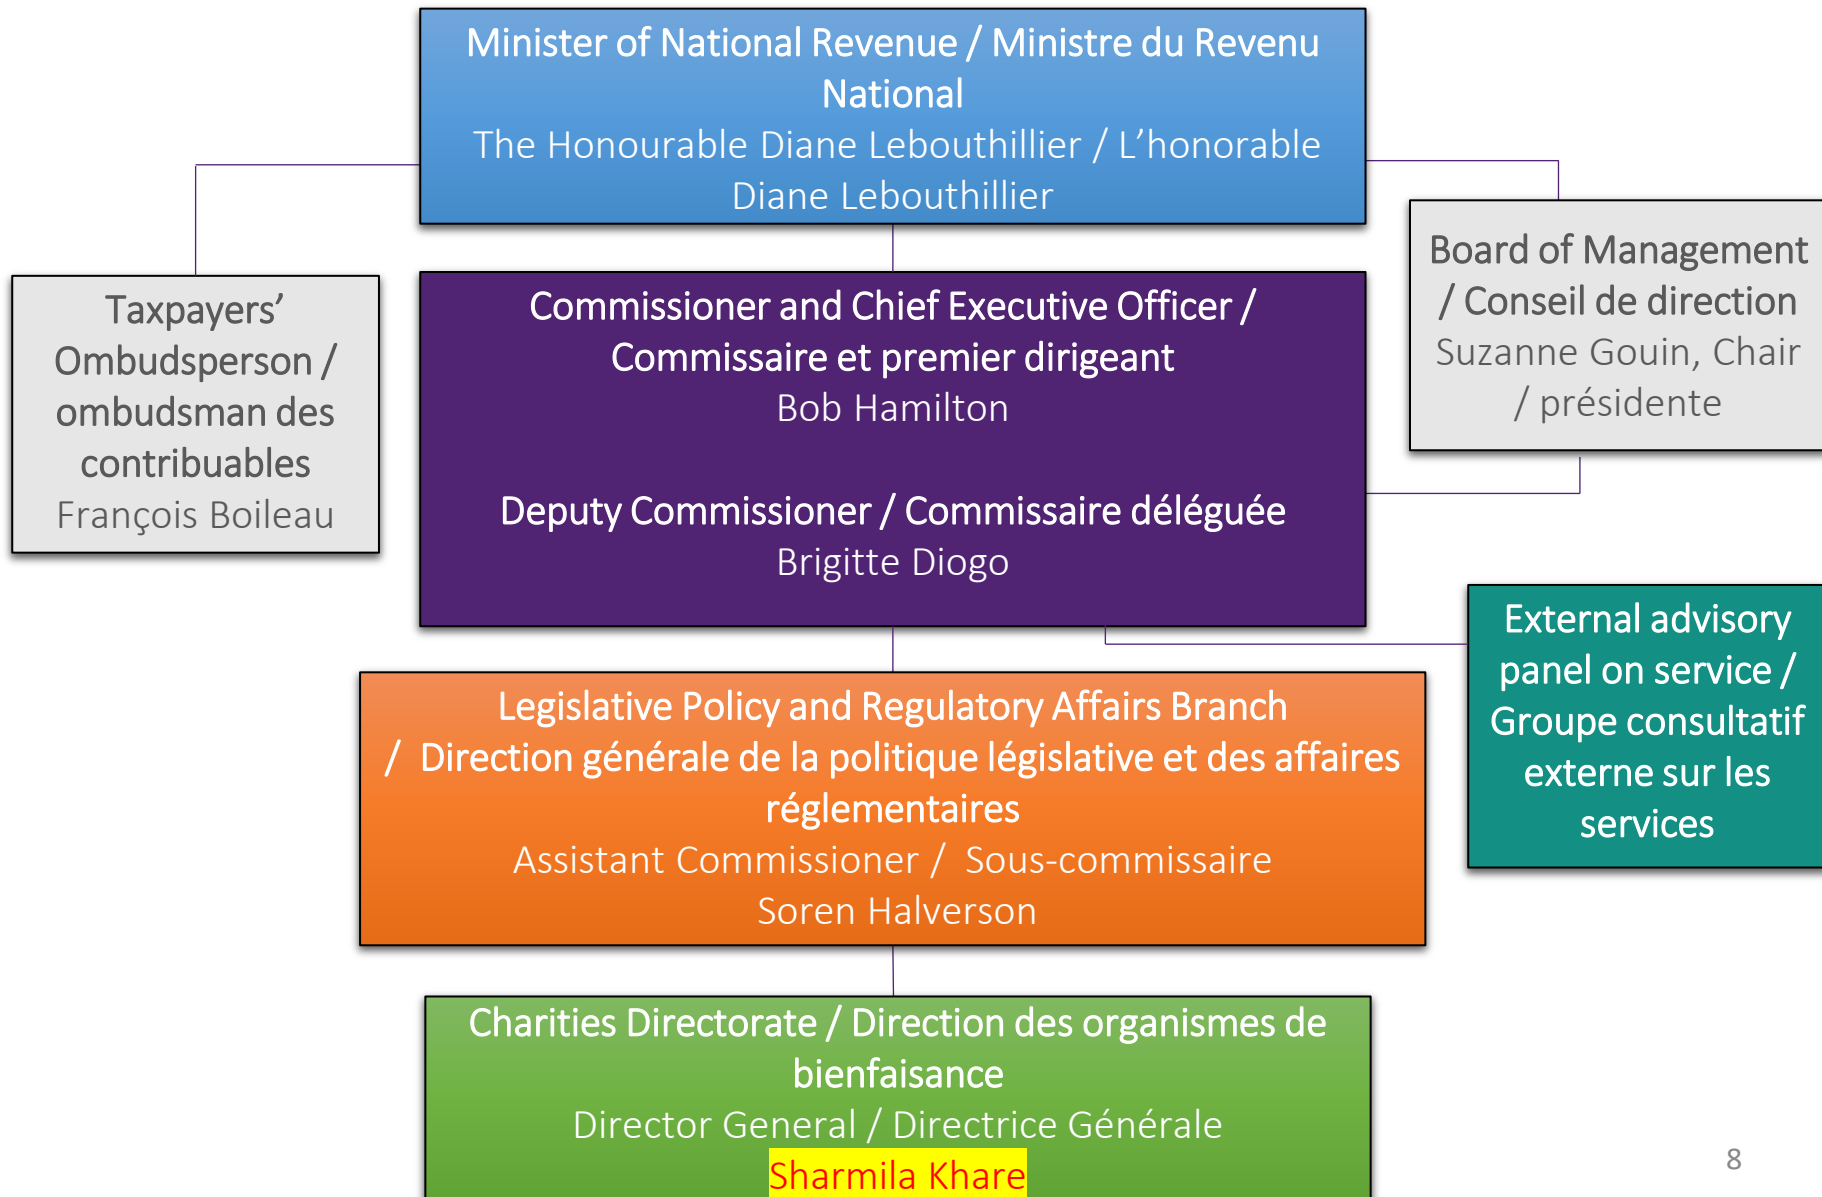 Minister of National Revenue / Ministre du Revenu
National
The Honourable Diane Lebouthillier / L’honorable
Diane Lebouthillier
Taxpayers’
Ombudsperson /
ombudsman des
contribuables
François Boileau
Commissioner and Chief Executive Officer /
Commissaire et premier dirigeant
Bob Hamilton
Deputy Commissioner / Commissaire déléguée
Brigitte Diogo
Board of Management
/ Conseil de direction
Suzanne Gouin, Chair
/ présidente
External advisory
panel on service /
Groupe consultatif
externe sur les
services
Legislative Policy and Regulatory Affairs Branch
/ Direction générale de la politique législative et des affaires
réglementaires
Assistant Commissioner / Sous-commissaire
Soren Halverson
Charities Directorate / Direction des organismes de
bienfaisance
Director General / Directrice Générale
Sharmila Khare
8